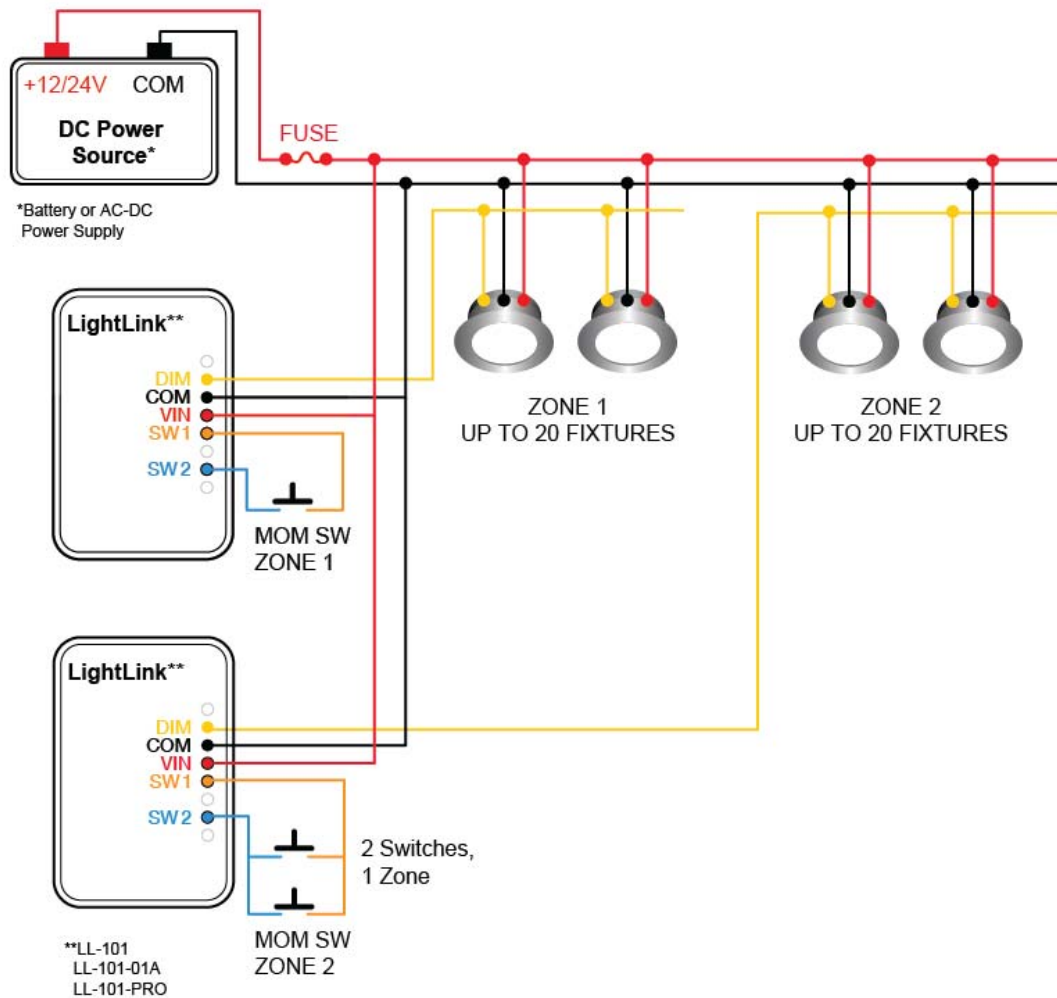 +12/24V COM
DC Power
Source*
*Battery or AC-DC
Power Supply
FUSE
LightLink**
DIM
COM
VIN
SW1
SW2
MOM SW
ZONE 1
ZONE 1
UP TO 20 FIXTURES
ZONE 2
UP TO 20 FIXTURES
LightLink**
DIM
COM
VIN
SW1
SW2
2 Switches,
1 Zone
MOM SW
ZONE 2
**LL-101
LL-101-01A
LL-101-PRO